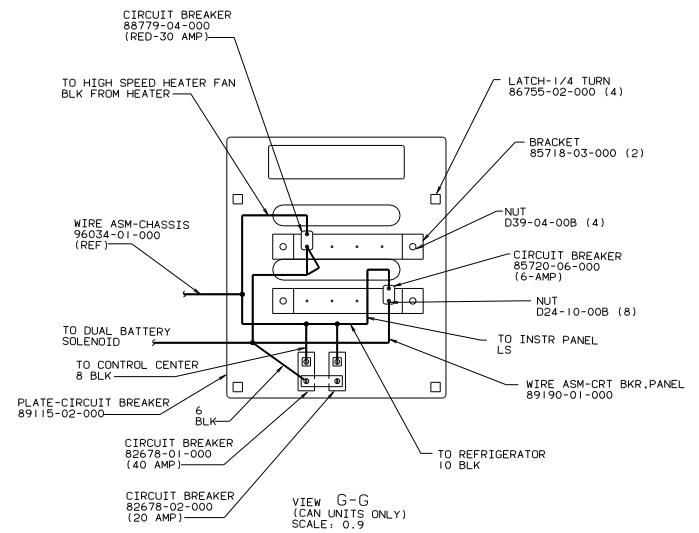 CIRCUIT BREAKER
88779-04-000
(RED-30 AMP)
TO HIGH SPEED HEATER FAN
BLK FROM HEATER
LATCH-1/4 TURN
86755-02-000 (4)
BRACKET
85718-03-000 (2)
NUT
D39-04-00B (4)
WIRE ASM-CHASSIS
96034-01-000
(REF)
CIRCUIT BREAKER
85720-06-000
(6-AMP)
NUT
D24-10-00B (8)
TO DUAL BATTERY
SOLENOID
TO INSTR PANEL
LS
TO CONTROL CENTER
8 BLK
WIRE ASM-CRT BKR,PANEL
89190-01-000
PLATE-CIRCUIT BREAKER
89115-02-000
6
BLK
CIRCUIT BREAKER
82678-01-000
(40 AMP)
TO REFRIGERATOR
10 BLK
CIRCUIT BREAKER
82678-02-000
(20 AMP)
VIEW G-G
(CAN UNITS ONLY)
SCALE: 0.9